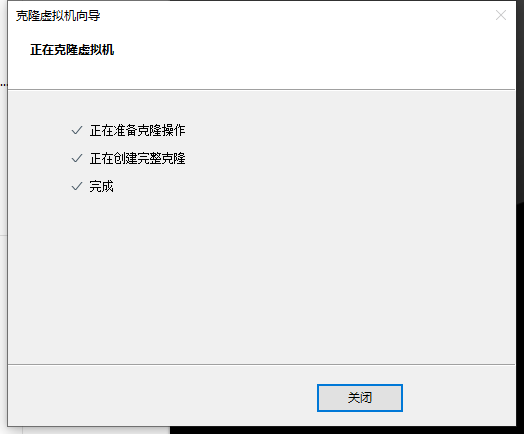 克隆虚拟机向导
正在克隆虚拟机
...
正在准备克隆操作
正在创建完整克隆
完成
关闭